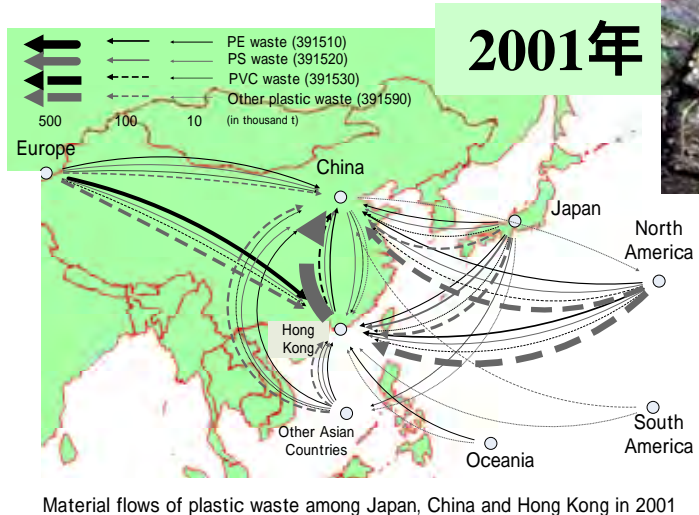 2001年
PE waste (391510)
PS waste (391520)
PVC waste (391530)
Other plastic waste (391590)
500 100 10 (in thousand t)
Europe
China
Japan
North
America
Hong
Kong
Other Asian
Countries
South
America
Oceania
Material flows of plastic waste among Japan, China and Hong Kong in 2001